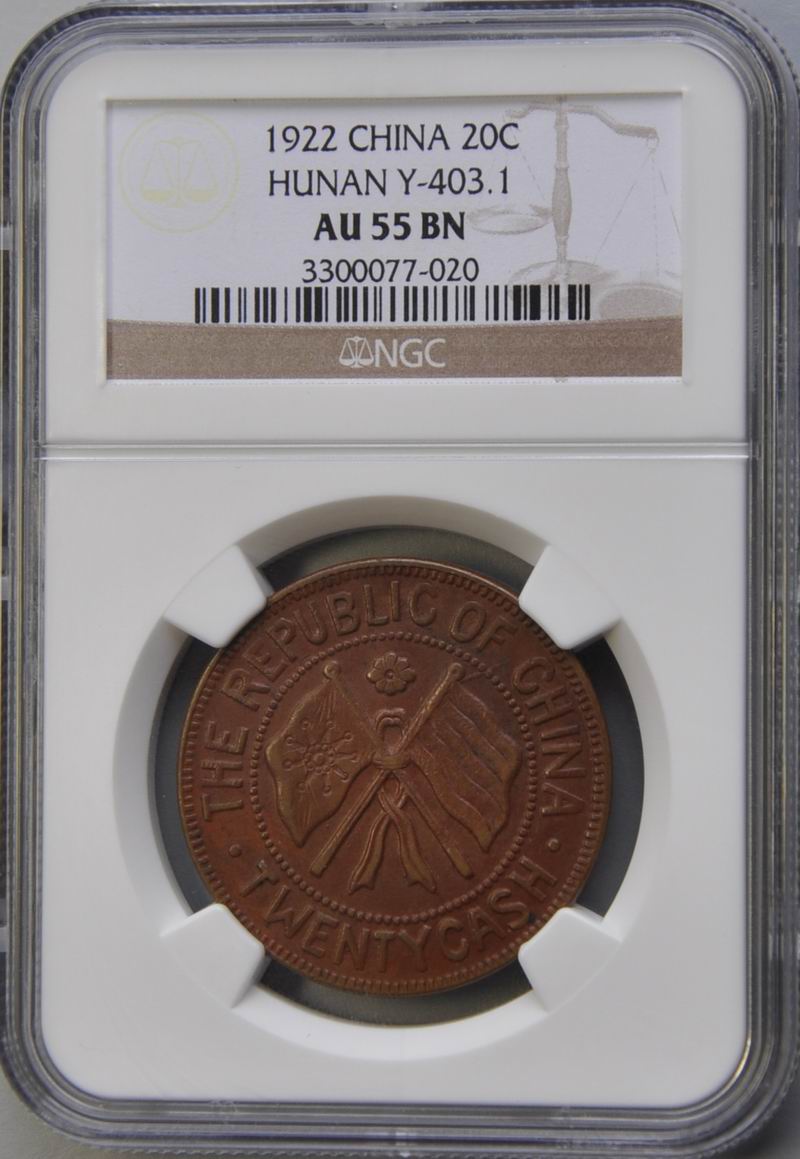 1922 CHINA 20C
HUNAN Y-403.1
AU 55 BN
3300077-020
NGC
THE REPUBLIC OF CHINA
· TWENTY CASH ·